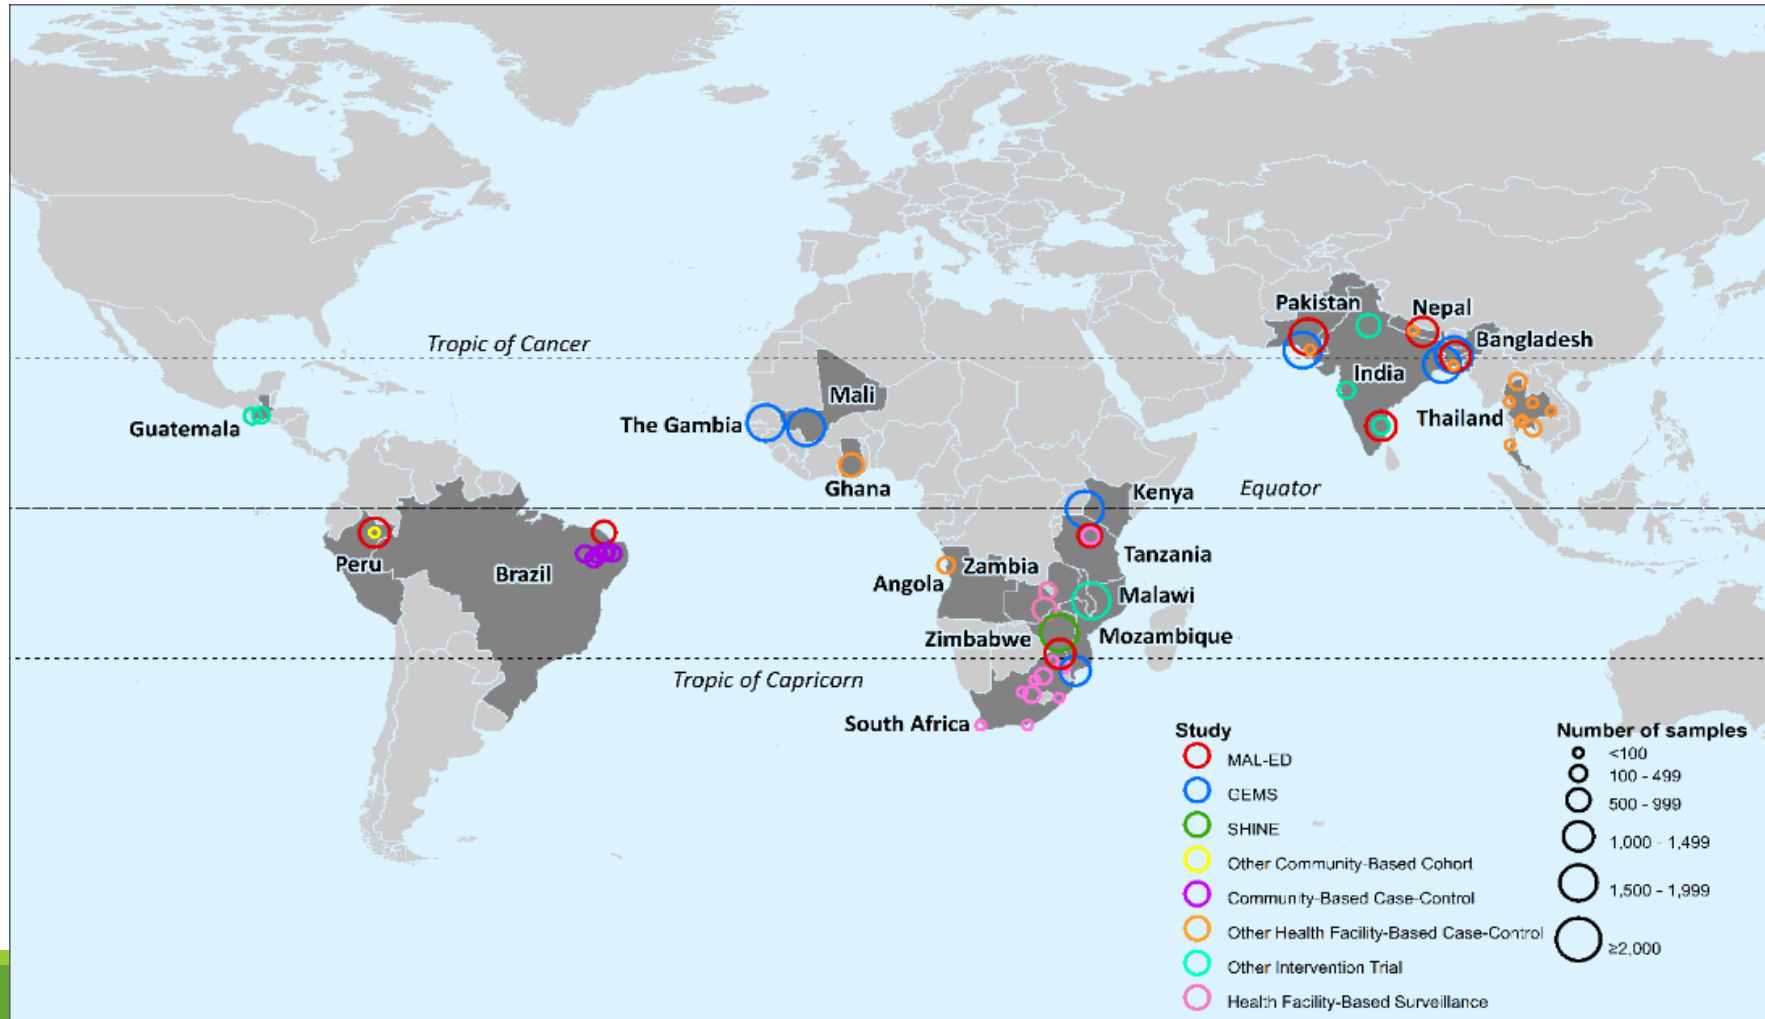 Tropic of Cancer
Guatemala
The Gambia
Mali
Ghana
Pakistan
Nepal
Bangladesh
India
Thailand
Equator
Kenya
Peru
Brazil
Tanzania
Angola
Zambia
Malawi
Zimbabwe
Mozambique
Tropic of Capricorn
South Africa
Study
MAL-ED
GEMS
SHINE
Other Community-Based Cohort
Community-Based Case-Control
Other Health Facility-Based Case-Control
Other Intervention Trial
Health Facility-Based Surveillance
Number of samples
<100
100 - 499
500 - 999
1,000 - 1,499
1,500 - 1,999
≥2,000